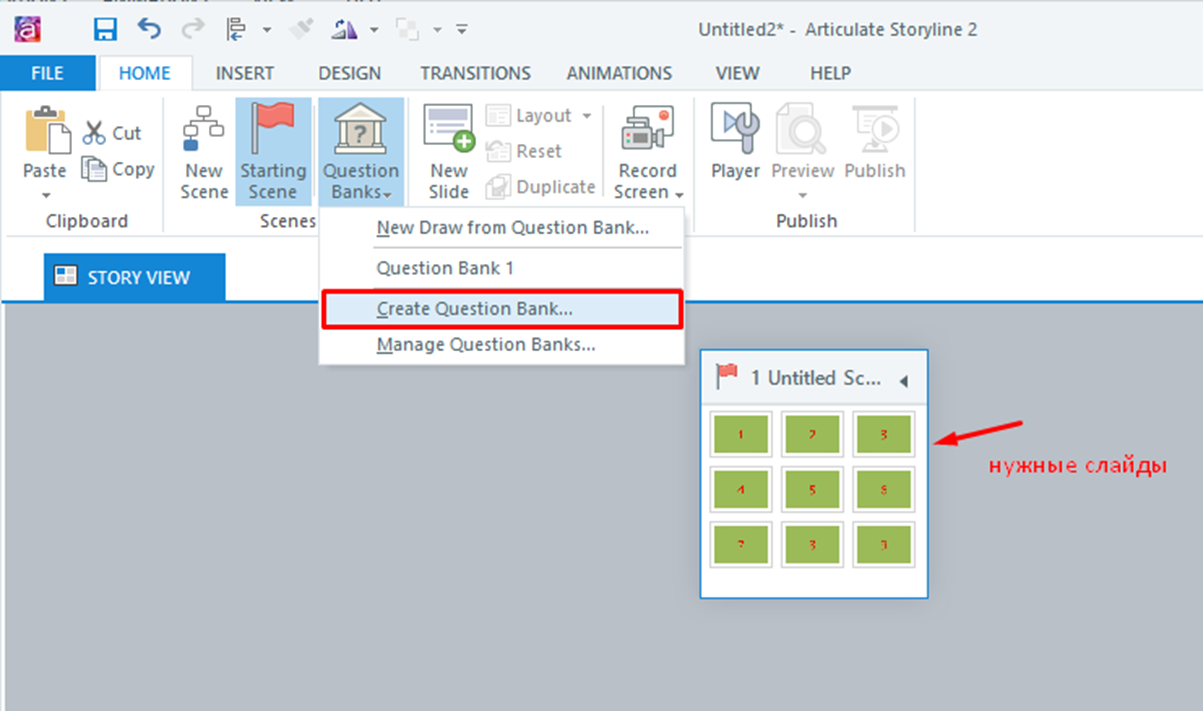 Untitled2* - Articulate Storyline 2
FILE HOME INSERT DESIGN TRANSITIONS ANIMATIONS VIEW HELP
Paste
Cut
Copy
Clipboard
New Scene
Starting Scene
Question Banks
Scenes
New Slide
Layout
Reset
Duplicate
Record Screen
Player
Preview
Publish
Publish
New Draw from Question Bank...
Question Bank 1
Create Question Bank...
Manage Question Banks...
STORY VIEW
1 Untitled Sc...
1 2 3
4 5 6
7 8 9
нужные слайды